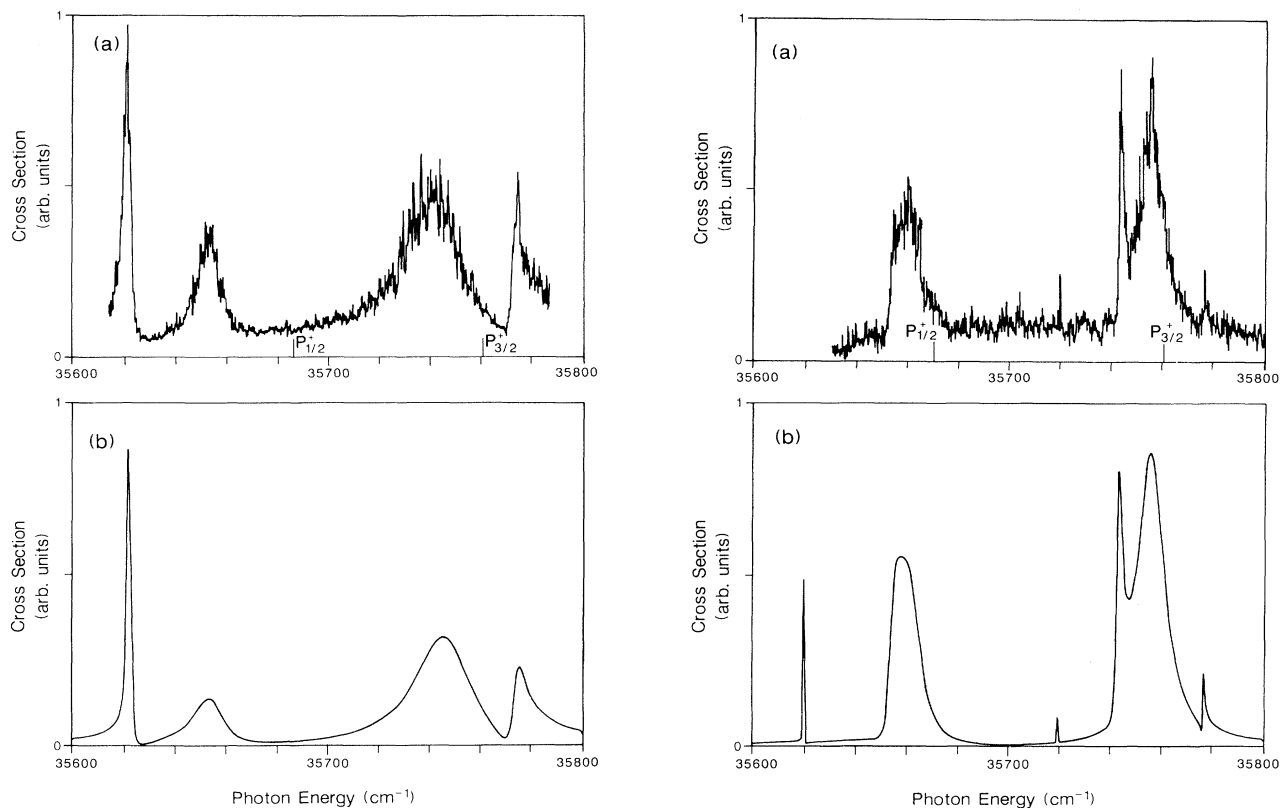 1
(a)
Cross Section
(arb. units)
P+1/2
P+3/2
0
35600
35700
35800
1
(b)
Cross Section
(arb. units)
0
35600
35700
35800
Photon Energy (cm−1)
1
(a)
Cross Section
(arb. units)
P+1/2
P+3/2
0
35600
35700
35800
1
(b)
Cross Section
(arb. units)
0
35600
35700
35800
Photon Energy (cm−1)